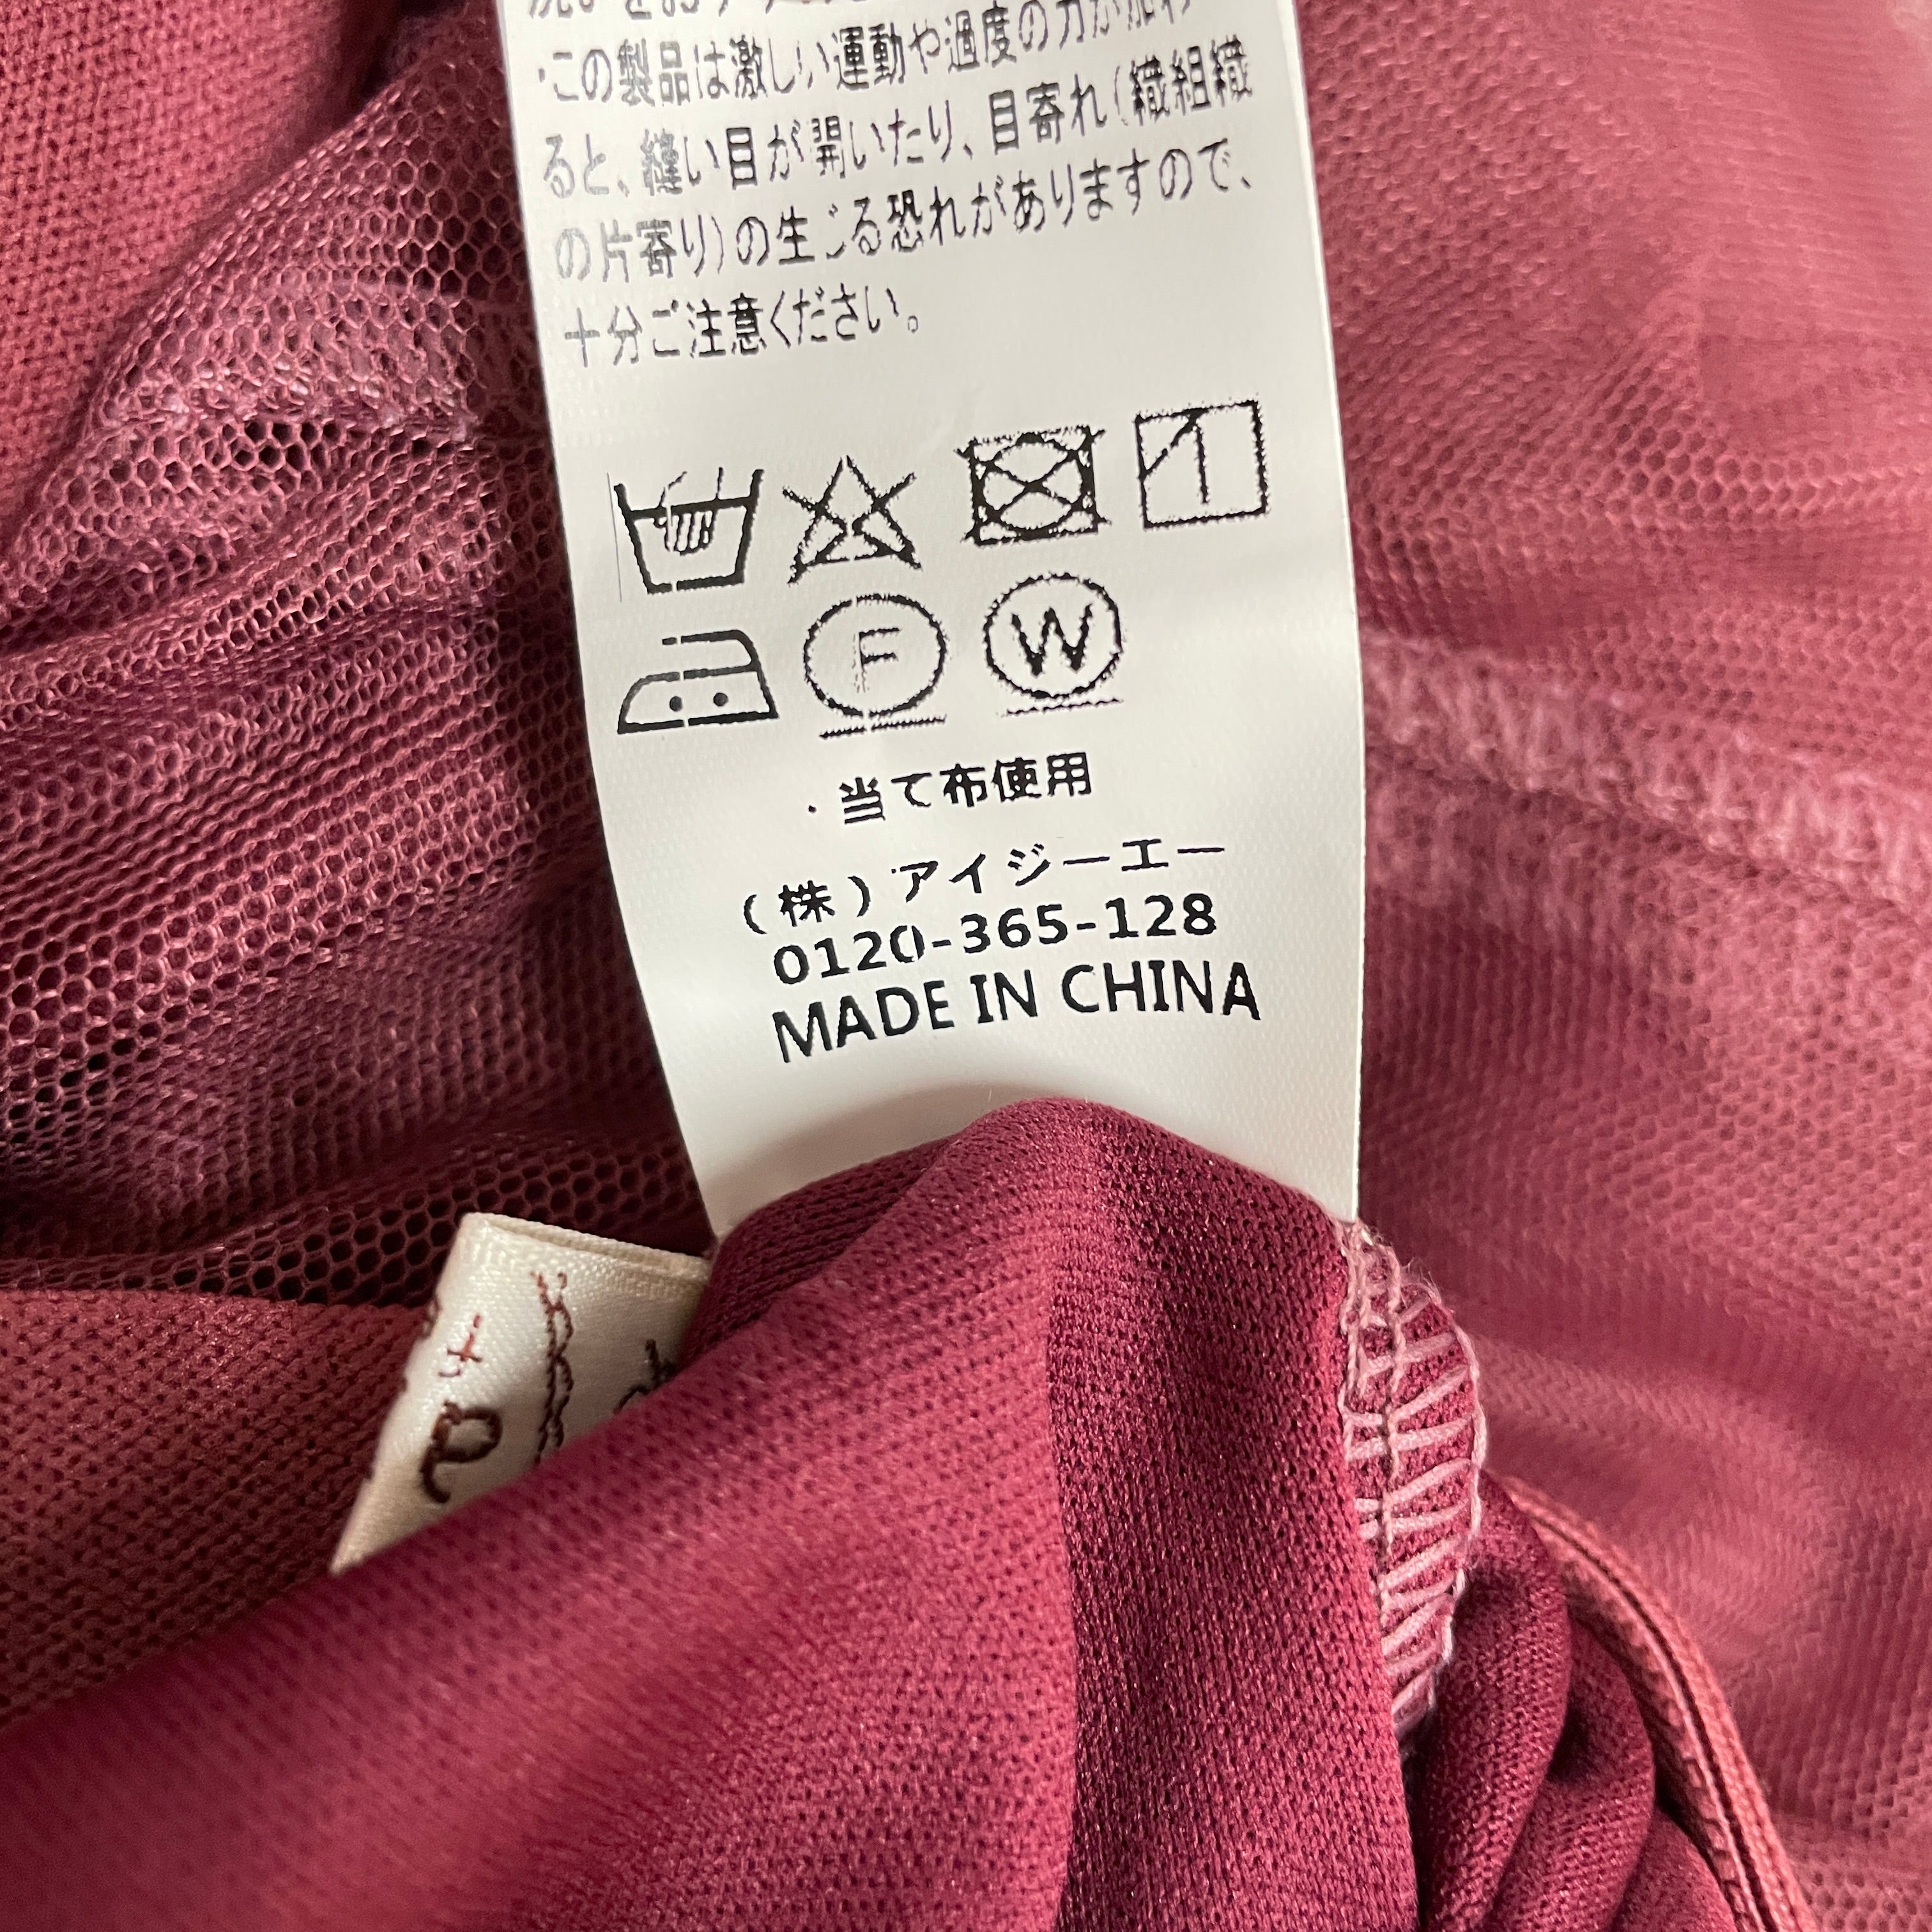 ・この製品は激しい運動や過度の力が加わ
ると、縫い目が開いたり、目寄れ(織組織
の片寄り)の生じる恐れがありますので、
十分ご注意ください。
F
W
・当て布使用
(株)アイジーエー
0120-365-128
MADE IN CHINA